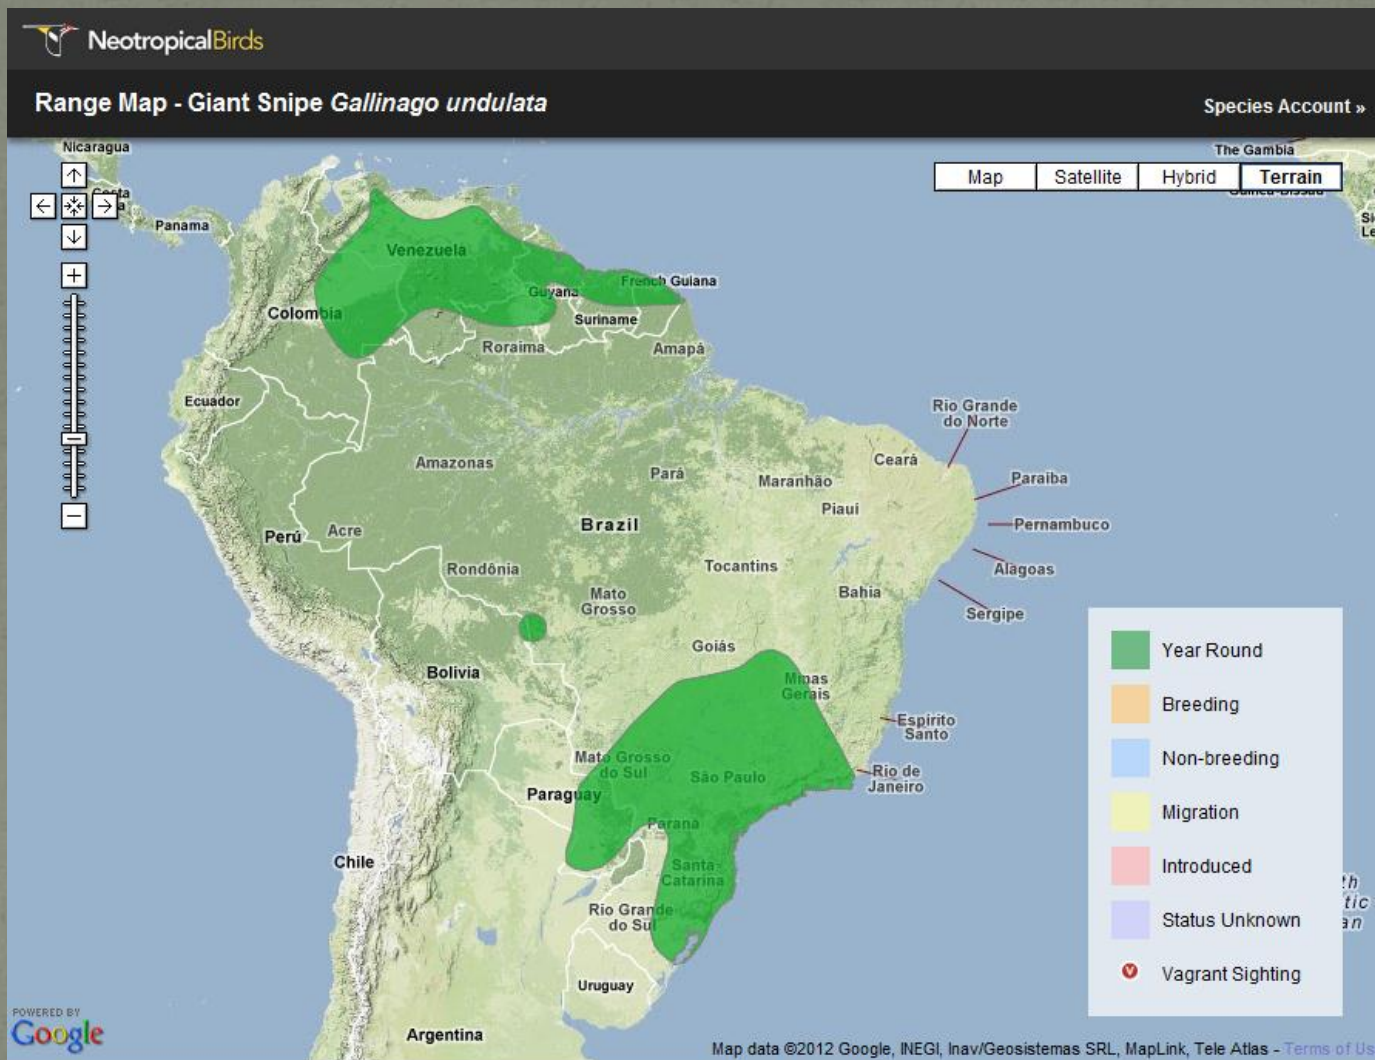 NeotropicalBirds
Range Map - Giant Snipe Gallinago undulata
Species Account »
Nicaragua
The Gambia
Map
Satellite
Hybrid
Terrain
Panama
Venezuela
French Guiana
Guyana
Colombia
Suriname
Roraima
Amapá
Ecuador
Rio Grande
do Norte
Amazonas
Pará
Ceará
Maranhão
Paraiba
Piauí
Perú
Acre
Brazil
Pernambuco
Rondônia
Tocantins
Alagoas
Mato
Grosso
Bahia
Sergipe
Goiás
Bolivia
Minas
Gerais
Espirito
Santo
Mato Grosso
do Sul
São Paulo
Rio de
Janeiro
Paraguay
Paraná
Chile
Santa
Catarina
Rio Grande
do Sul
Uruguay
Argentina
Year Round
Breeding
Non-breeding
Migration
Introduced
Status Unknown
V
Vagrant Sighting
POWERED BY
Google
Map data ©2012 Google, INEGI, Inav/Geosistemas SRL, MapLink, Tele Atlas - Terms of Us